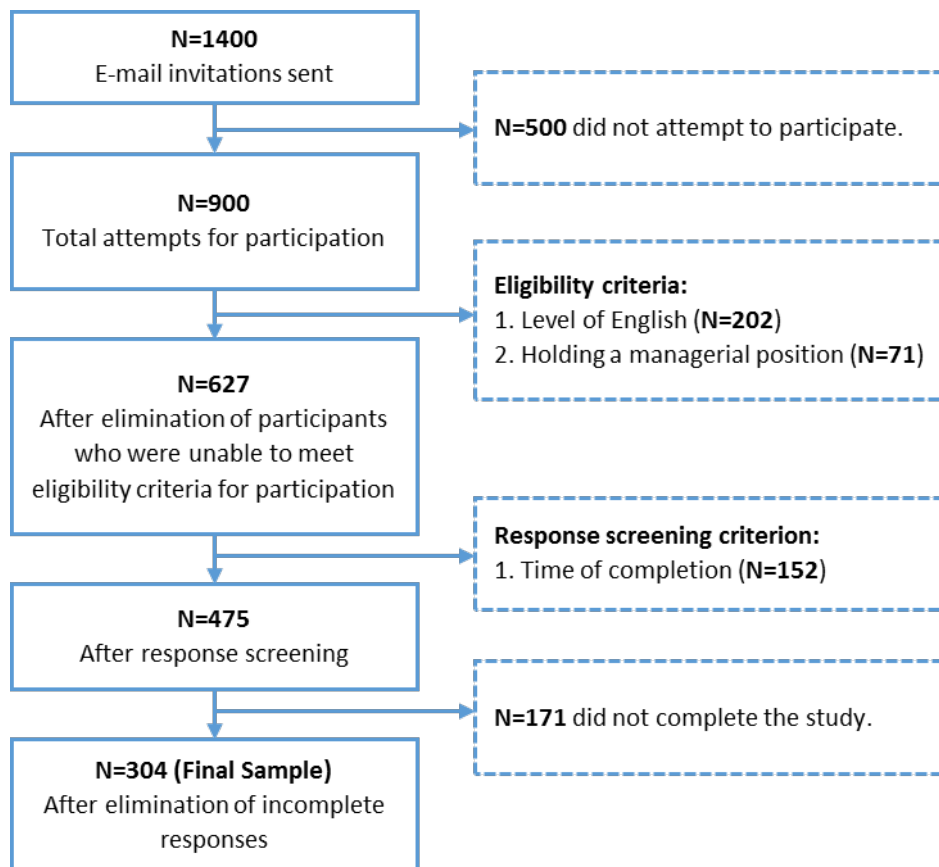 N=1400
E-mail invitations sent
N=500 did not attempt to participate.
N=900
Total attempts for participation
Eligibility criteria:
1. Level of English (N=202)
2. Holding a managerial position (N=71)
N=627
After elimination of participants
who were unable to meet
eligibility criteria for participation
Response screening criterion:
1. Time of completion (N=152)
N=475
After response screening
N=171 did not complete the study.
N=304 (Final Sample)
After elimination of incomplete
responses